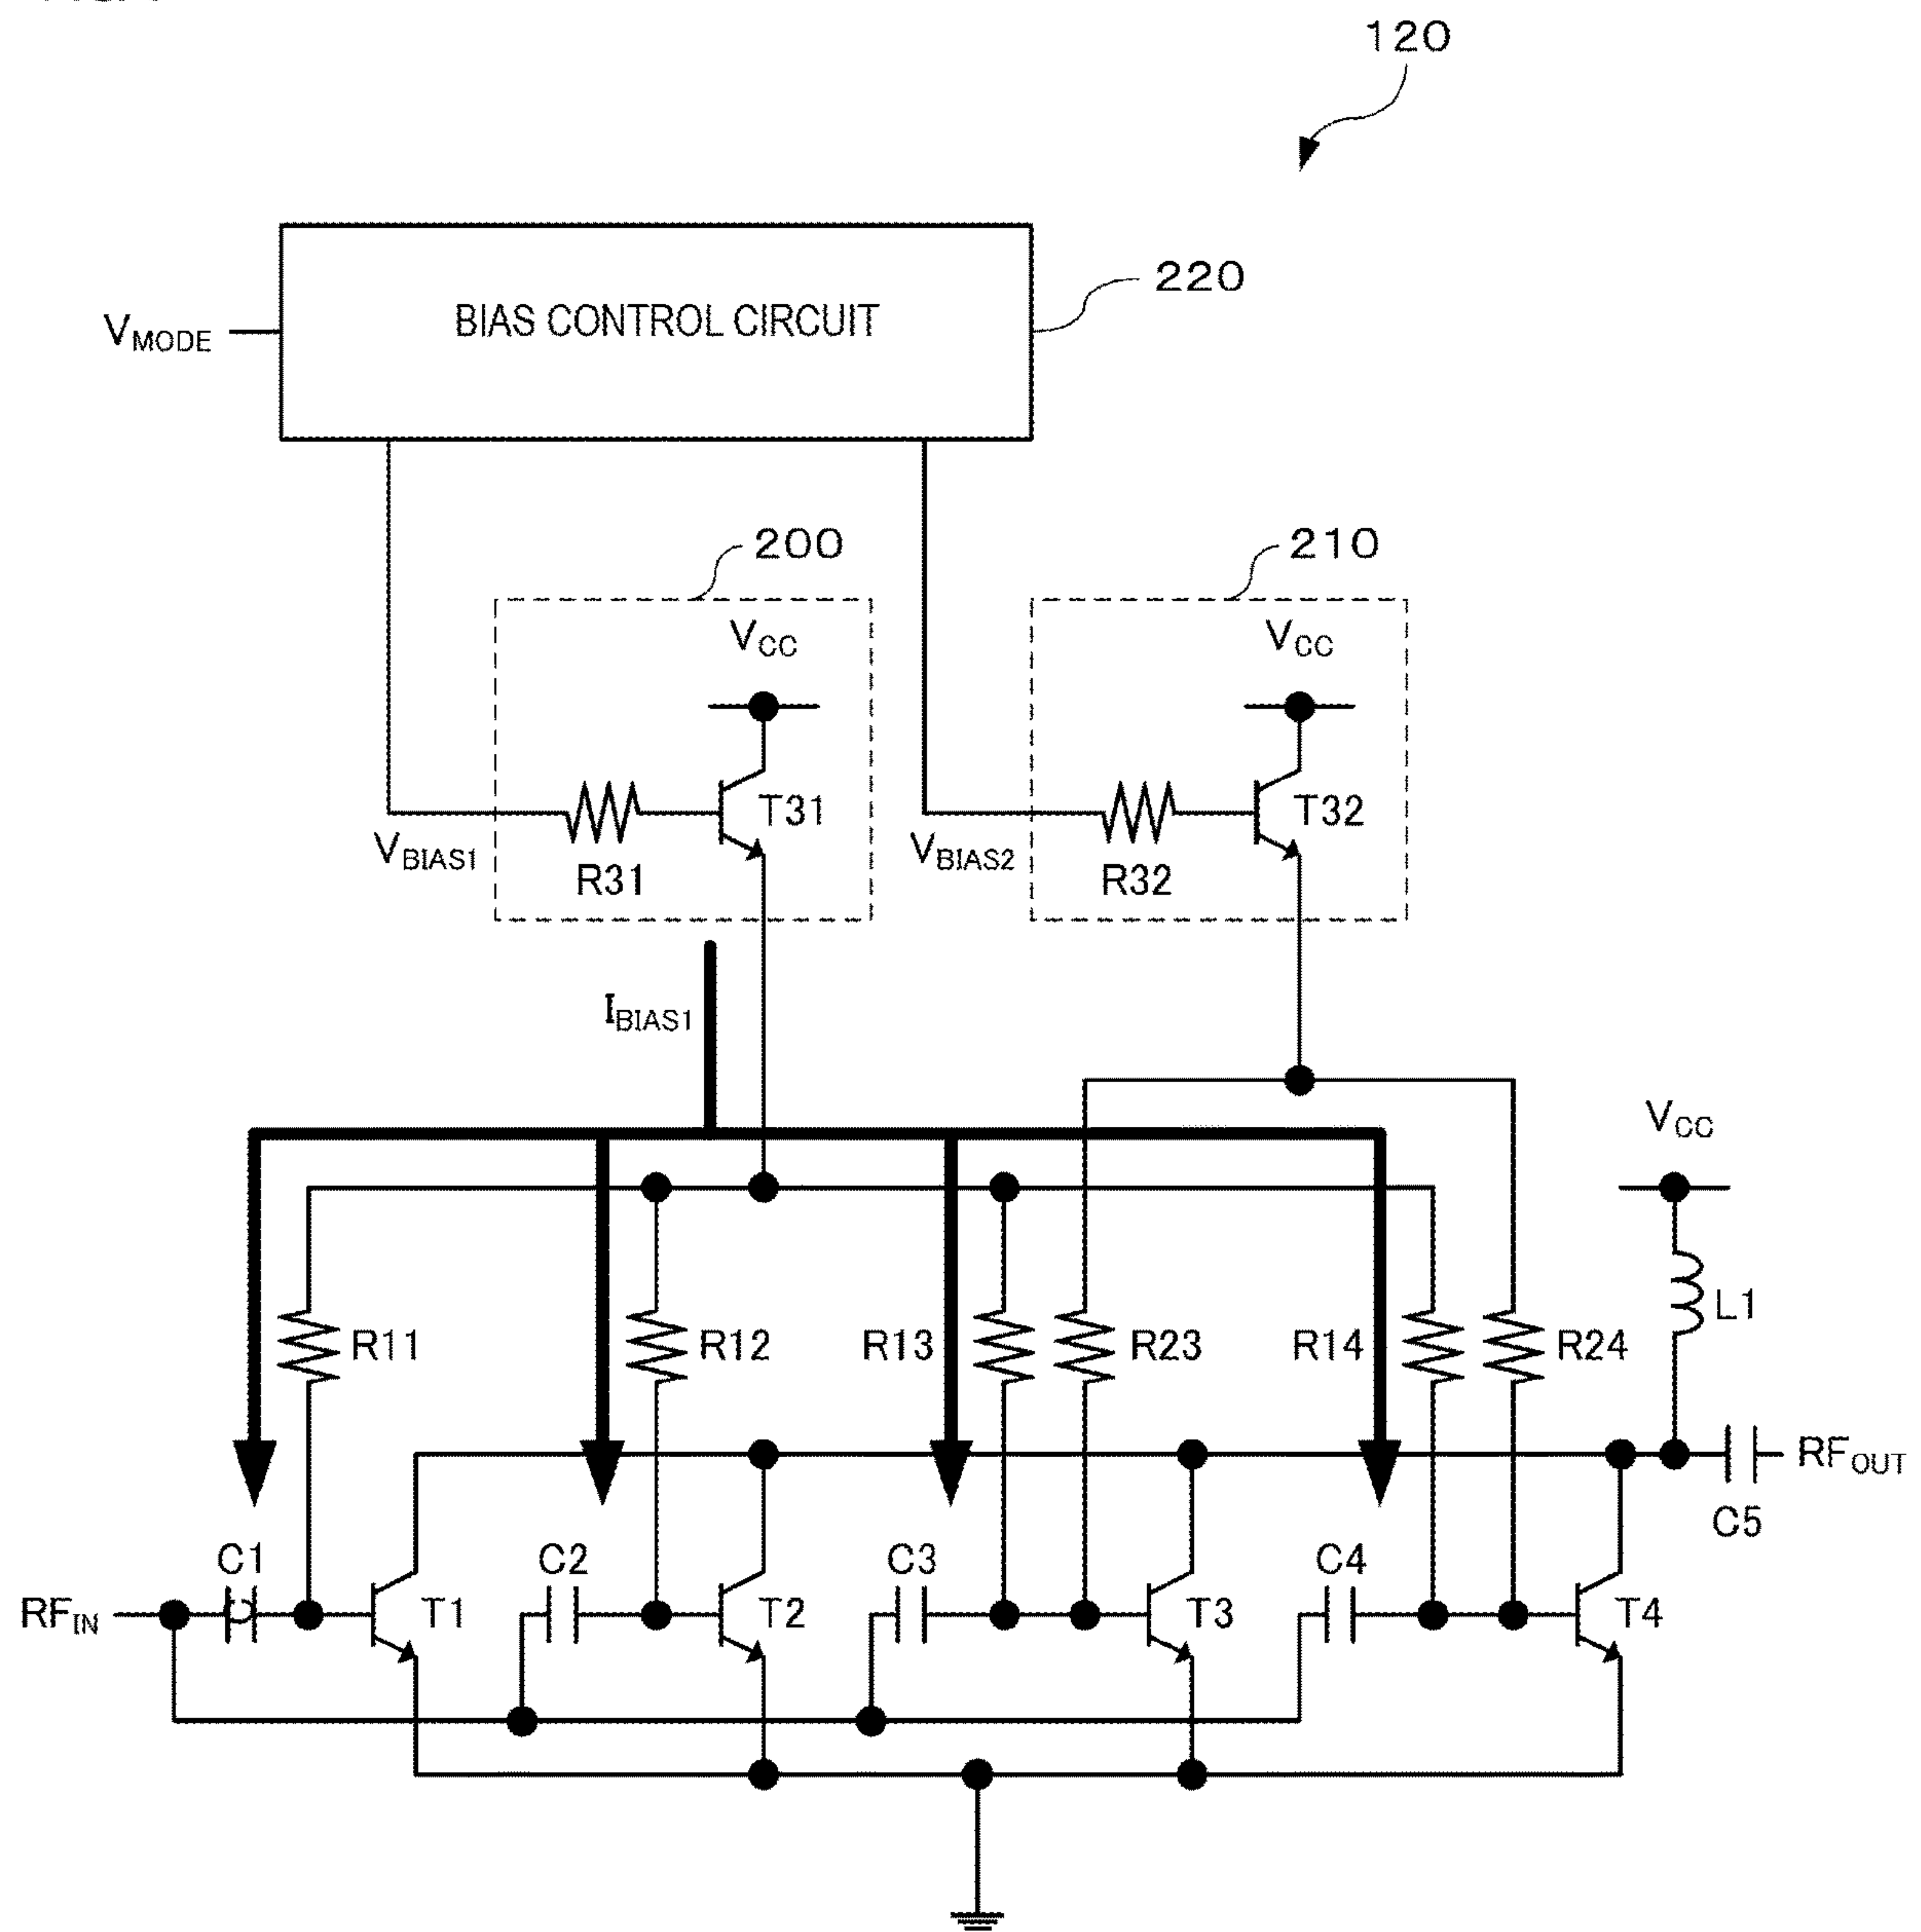 120
BIAS CONTROL CIRCUIT
220
VMODE
200
210
VCC
VCC
T31
T32
VBIAS1
R31
VBIAS2
R32
IBIAS1
VCC
L1
R11
R12
R13
R23
R14
R24
RFOUT
C5
C1
C2
C3
C4
RFIN
T1
T2
T3
T4